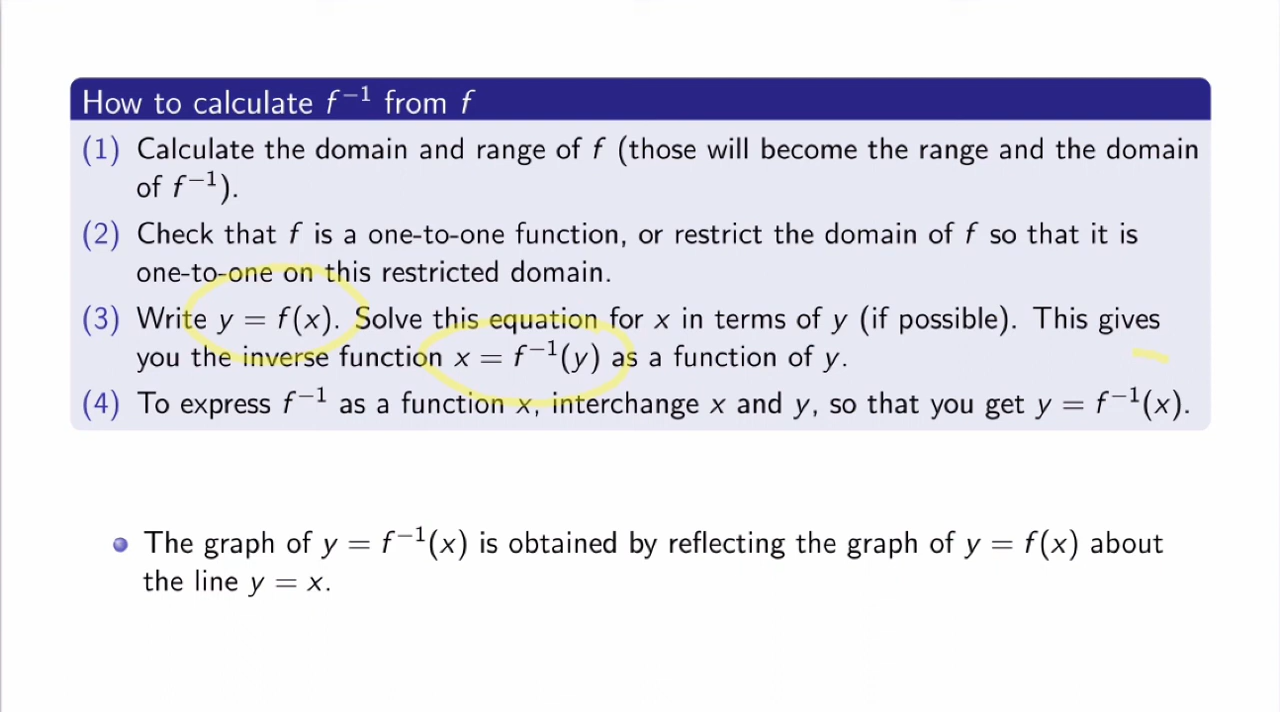 How to calculate f⁻¹ from f
(1) Calculate the domain and range of f (those will become the range and the domain
of f⁻¹).
(2) Check that f is a one-to-one function, or restrict the domain of f so that it is
one-to-one on this restricted domain.
(3) Write y = f(x). Solve this equation for x in terms of y (if possible). This gives
you the inverse function x = f⁻¹(y) as a function of y.
(4) To express f⁻¹ as a function x, interchange x and y, so that you get y = f⁻¹(x).
• The graph of y = f⁻¹(x) is obtained by reflecting the graph of y = f(x) about
the line y = x.